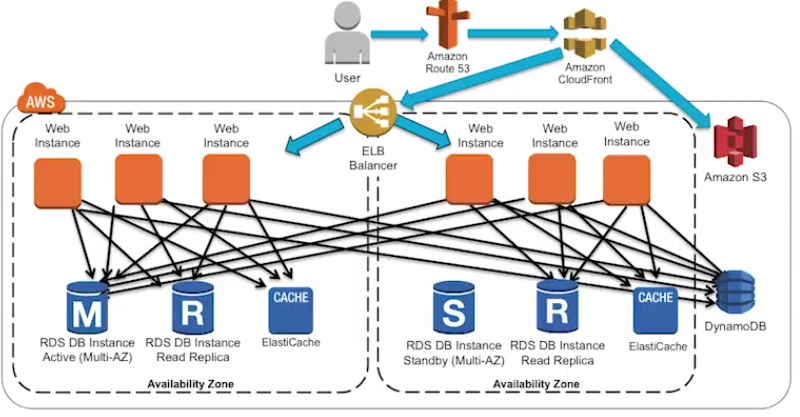 User
Amazon
Route 53
Amazon
CloudFront
AWS
ELB
Balancer
Amazon S3
Web
Instance
Web
Instance
Web
Instance
Web
Instance
Web
Instance
Web
Instance
M
RDS DB Instance
Active (Multi-AZ)
R
RDS DB Instance
Read Replica
CACHE
ElastiCache
Availability Zone
S
RDS DB Instance
Standby (Multi-AZ)
R
RDS DB Instance
Read Replica
CACHE
ElastiCache
Availability Zone
DynamoDB